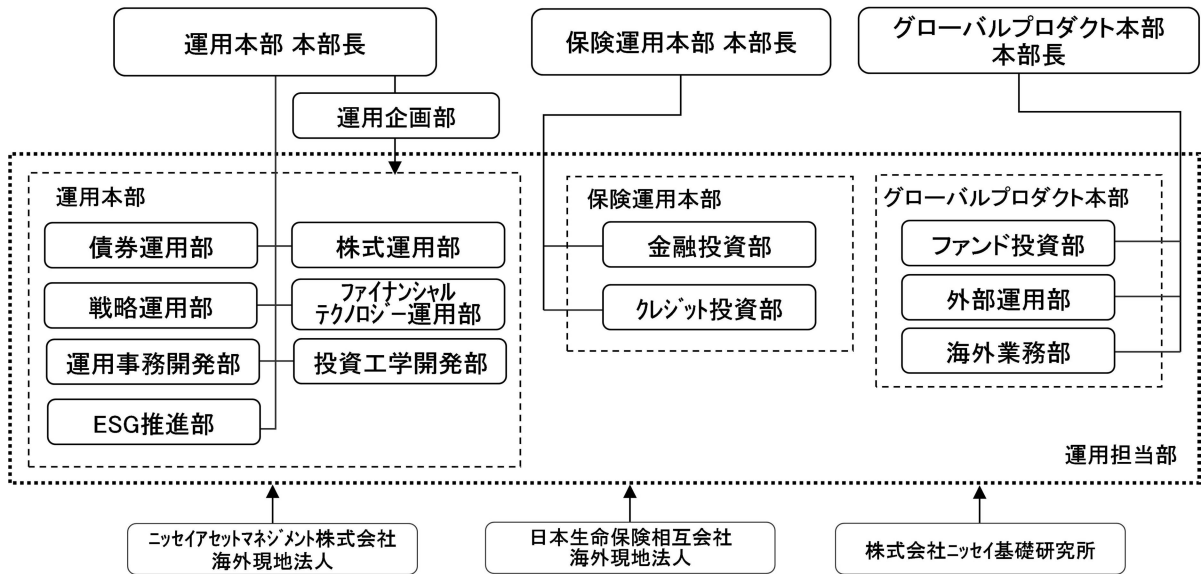 運用本部 本部長
保険運用本部 本部長
グローバルプロダクト本部
本部長
運用企画部
運用本部
債券運用部
株式運用部
戦略運用部
ファイナンシャル
テクノロジー運用部
運用事務開発部
投資工学開発部
ESG推進部
保険運用本部
金融投資部
クレジット投資部
グローバルプロダクト本部
ファンド投資部
外部運用部
海外業務部
運用担当部
ニッセイアセットマネジメント株式会社
海外現地法人
日本生命保険相互会社
海外現地法人
株式会社ニッセイ基礎研究所